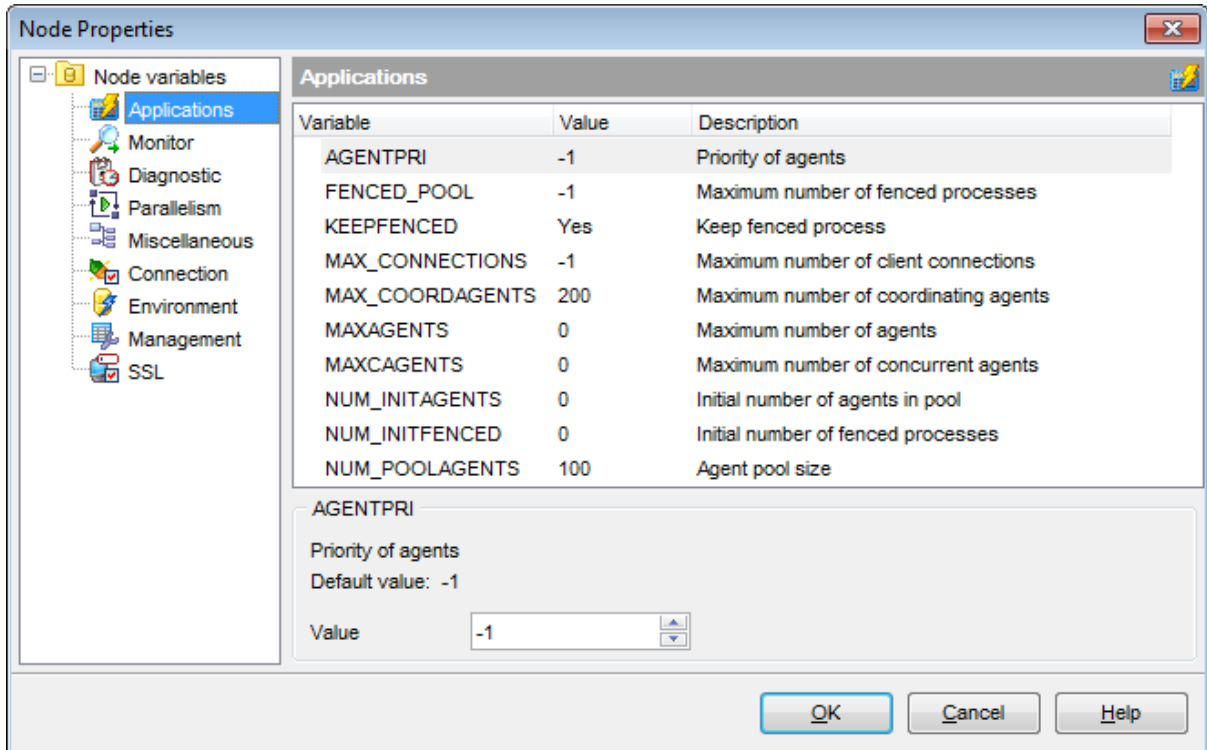 Node Properties
Node variables
Applications
Monitor
Diagnostic
Parallelism
Miscellaneous
Connection
Environment
Management
SSL
Applications
Variable Value Description
AGENTPRI -1 Priority of agents
FENCED_POOL -1 Maximum number of fenced processes
KEEPFENCED Yes Keep fenced process
MAX_CONNECTIONS -1 Maximum number of client connections
MAX_COORDAGENTS 200 Maximum number of coordinating agents
MAXAGENTS 0 Maximum number of agents
MAXCAGENTS 0 Maximum number of concurrent agents
NUM_INITAGENTS 0 Initial number of agents in pool
NUM_INITFENCED 0 Initial number of fenced processes
NUM_POOLAGENTS 100 Agent pool size
AGENTPRI
Priority of agents
Default value: -1
Value -1
OK Cancel Help